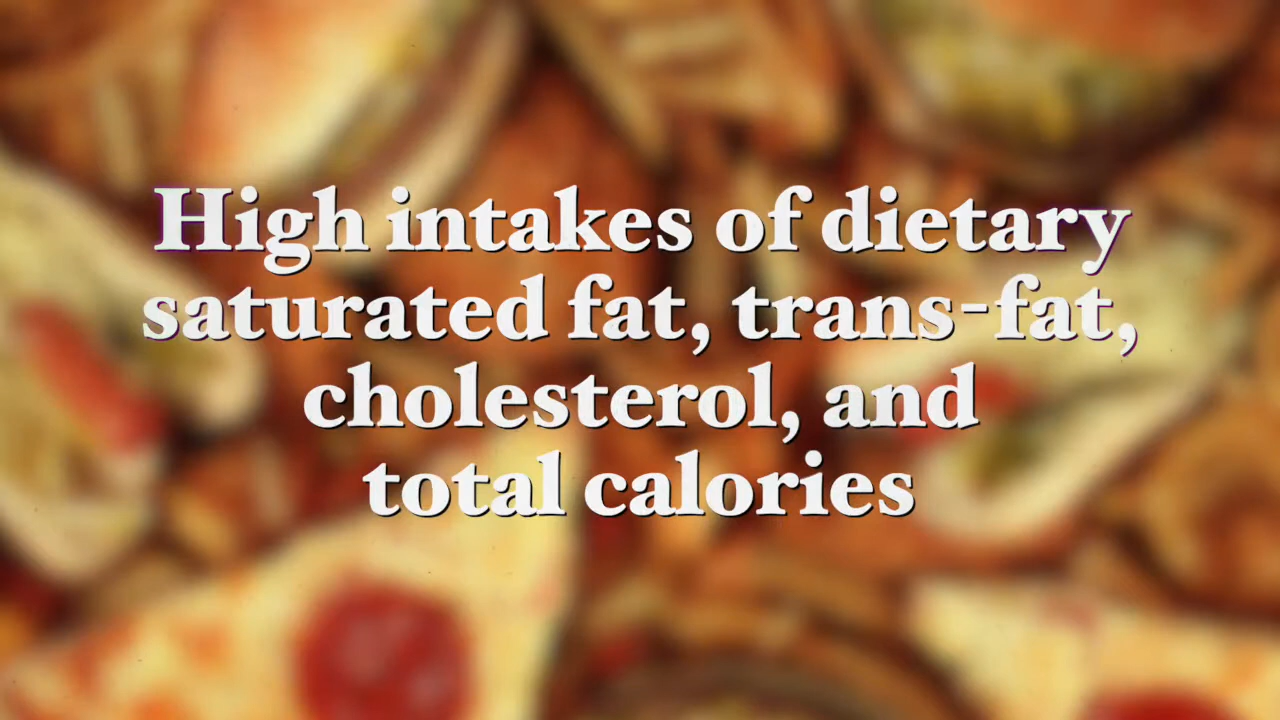 High intakes of dietary
saturated fat, trans-fat,
cholesterol, and
total calories